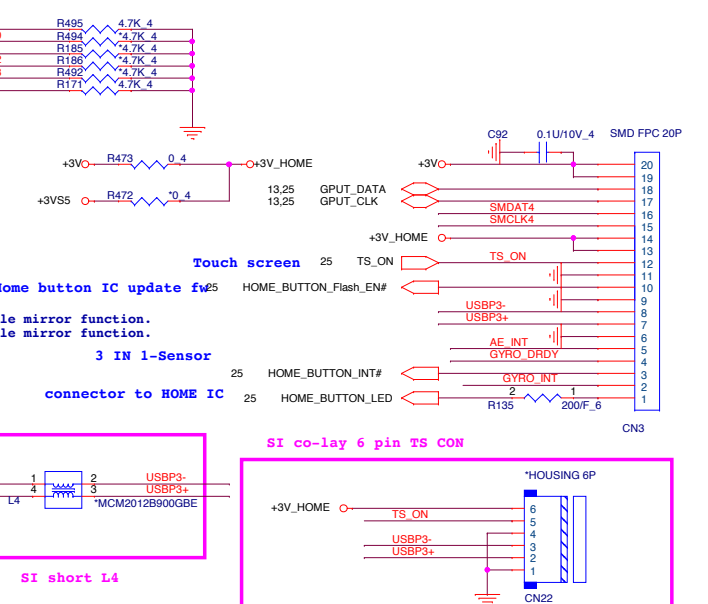 R495 4.7K_4
R494 *4.7K_4
R185 *4.7K_4
R186 *4.7K_4
R492 *4.7K_4
R171 4.7K_4
C92 0.1U/10V_4 SMD FPC 20P
+3V R473 0_4 +3V_HOME +3V 20
19
13,25 GPUT_DATA 18
+3VS5 R472 *0_4 13,25 GPUT_CLK 17
SMDAT4 16
SMCLK4 15
+3V_HOME 14
13
Touch screen 25 TS_ON TS_ON 12
11
Home button IC update fw 25 HOME_BUTTON_Flash_EN# 10
9
USBP3- 8
le mirror function. USBP3+ 7
le mirror function. 6
AE_INT 5
3 IN 1-Sensor GYRO_DRDY 4
25 HOME_BUTTON_INT# 3
GYRO_INT 2
connector to HOME IC 25 HOME_BUTTON_LED 2 1 1
R135 200/F_6
CN3
SI co-lay 6 pin TS CON
*HOUSING 6P
1 2 USBP3-
4 3 USBP3+
L4 *MCM2012B900GBE
+3V_HOME 6
TS_ON 5
4
USBP3- 3
USBP3+ 2
1
SI short L4
CN22